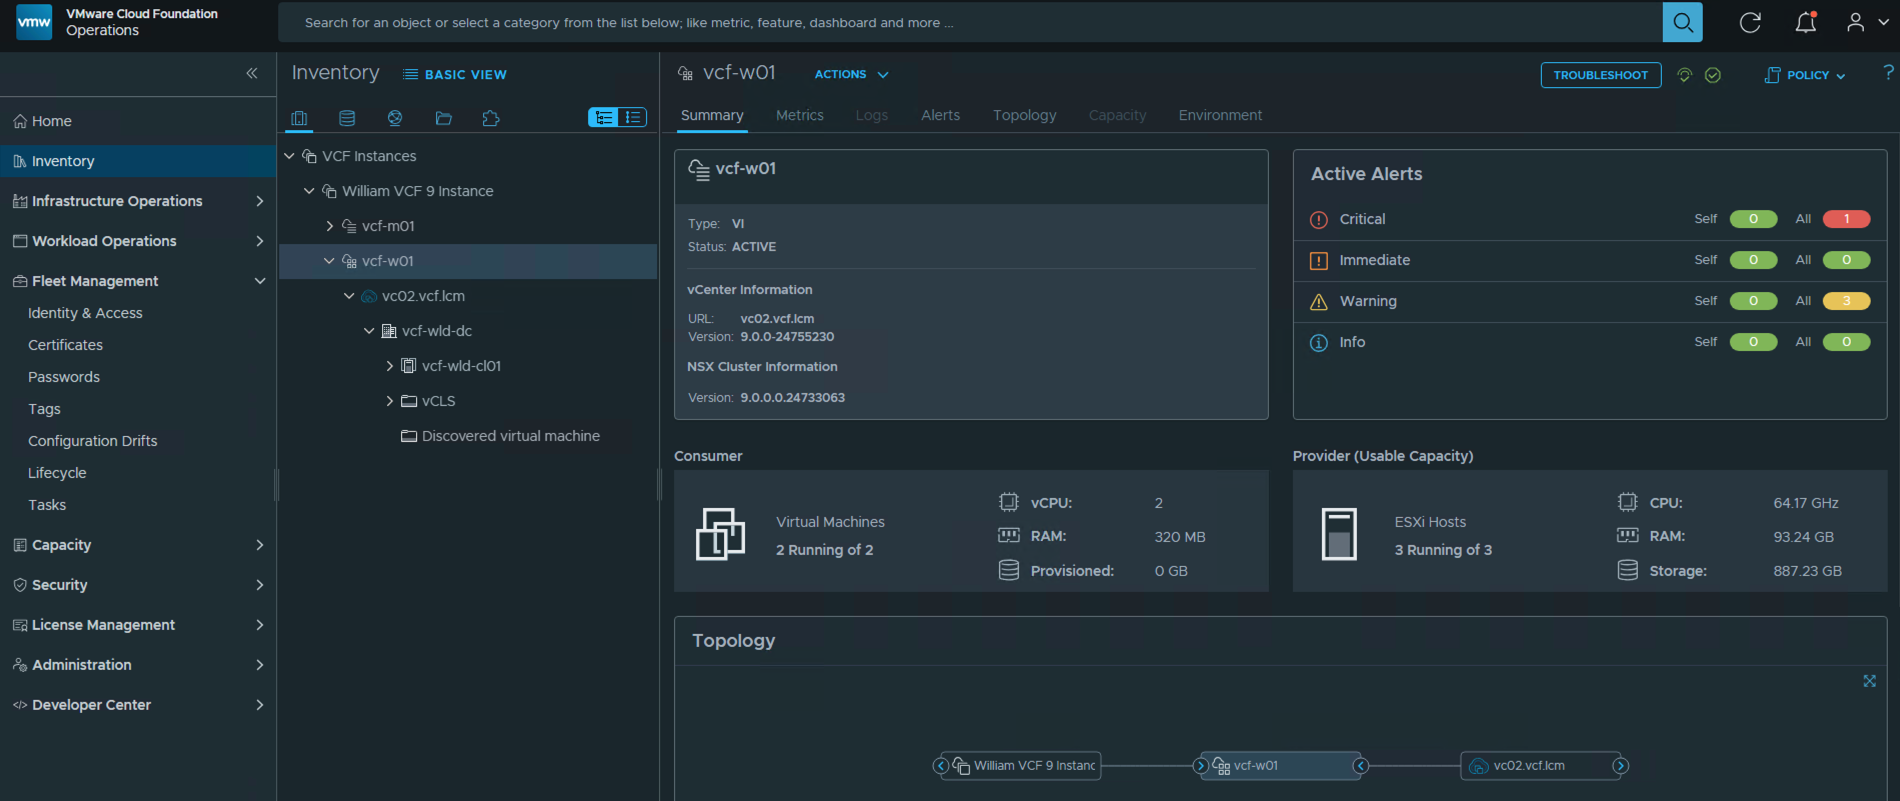 vmw
VMware Cloud Foundation
Operations
Search for an object or select a category from the list below; like metric, feature, dashboard and more ...
Home
Inventory
Infrastructure Operations
Workload Operations
Fleet Management
Identity & Access
Certificates
Passwords
Tags
Configuration Drifts
Lifecycle
Tasks
Capacity
Security
License Management
Administration
Developer Center
Inventory
BASIC VIEW
VCF Instances
William VCF 9 Instance
vcf-m01
vcf-w01
vc02.vcf.lcm
vcf-wld-dc
vcf-wld-cl01
vCLS
Discovered virtual machine
vcf-w01 ACTIONS
TROUBLESHOOT POLICY ?
Summary Metrics Logs Alerts Topology Capacity Environment
vcf-w01
Type: VI
Status: ACTIVE
vCenter Information
URL: vc02.vcf.lcm
Version: 9.0.0-24755230
NSX Cluster Information
Version: 9.0.0.0.24733063
Active Alerts
Critical Self 0 All 1
Immediate Self 0 All 0
Warning Self 0 All 3
Info Self 0 All 0
Consumer
Virtual Machines
2 Running of 2
vCPU: 2
RAM: 320 MB
Provisioned: 0 GB
Provider (Usable Capacity)
ESXi Hosts
3 Running of 3
CPU: 64.17 GHz
RAM: 93.24 GB
Storage: 887.23 GB
Topology
William VCF 9 Instanc
vcf-w01
vc02.vcf.lcm